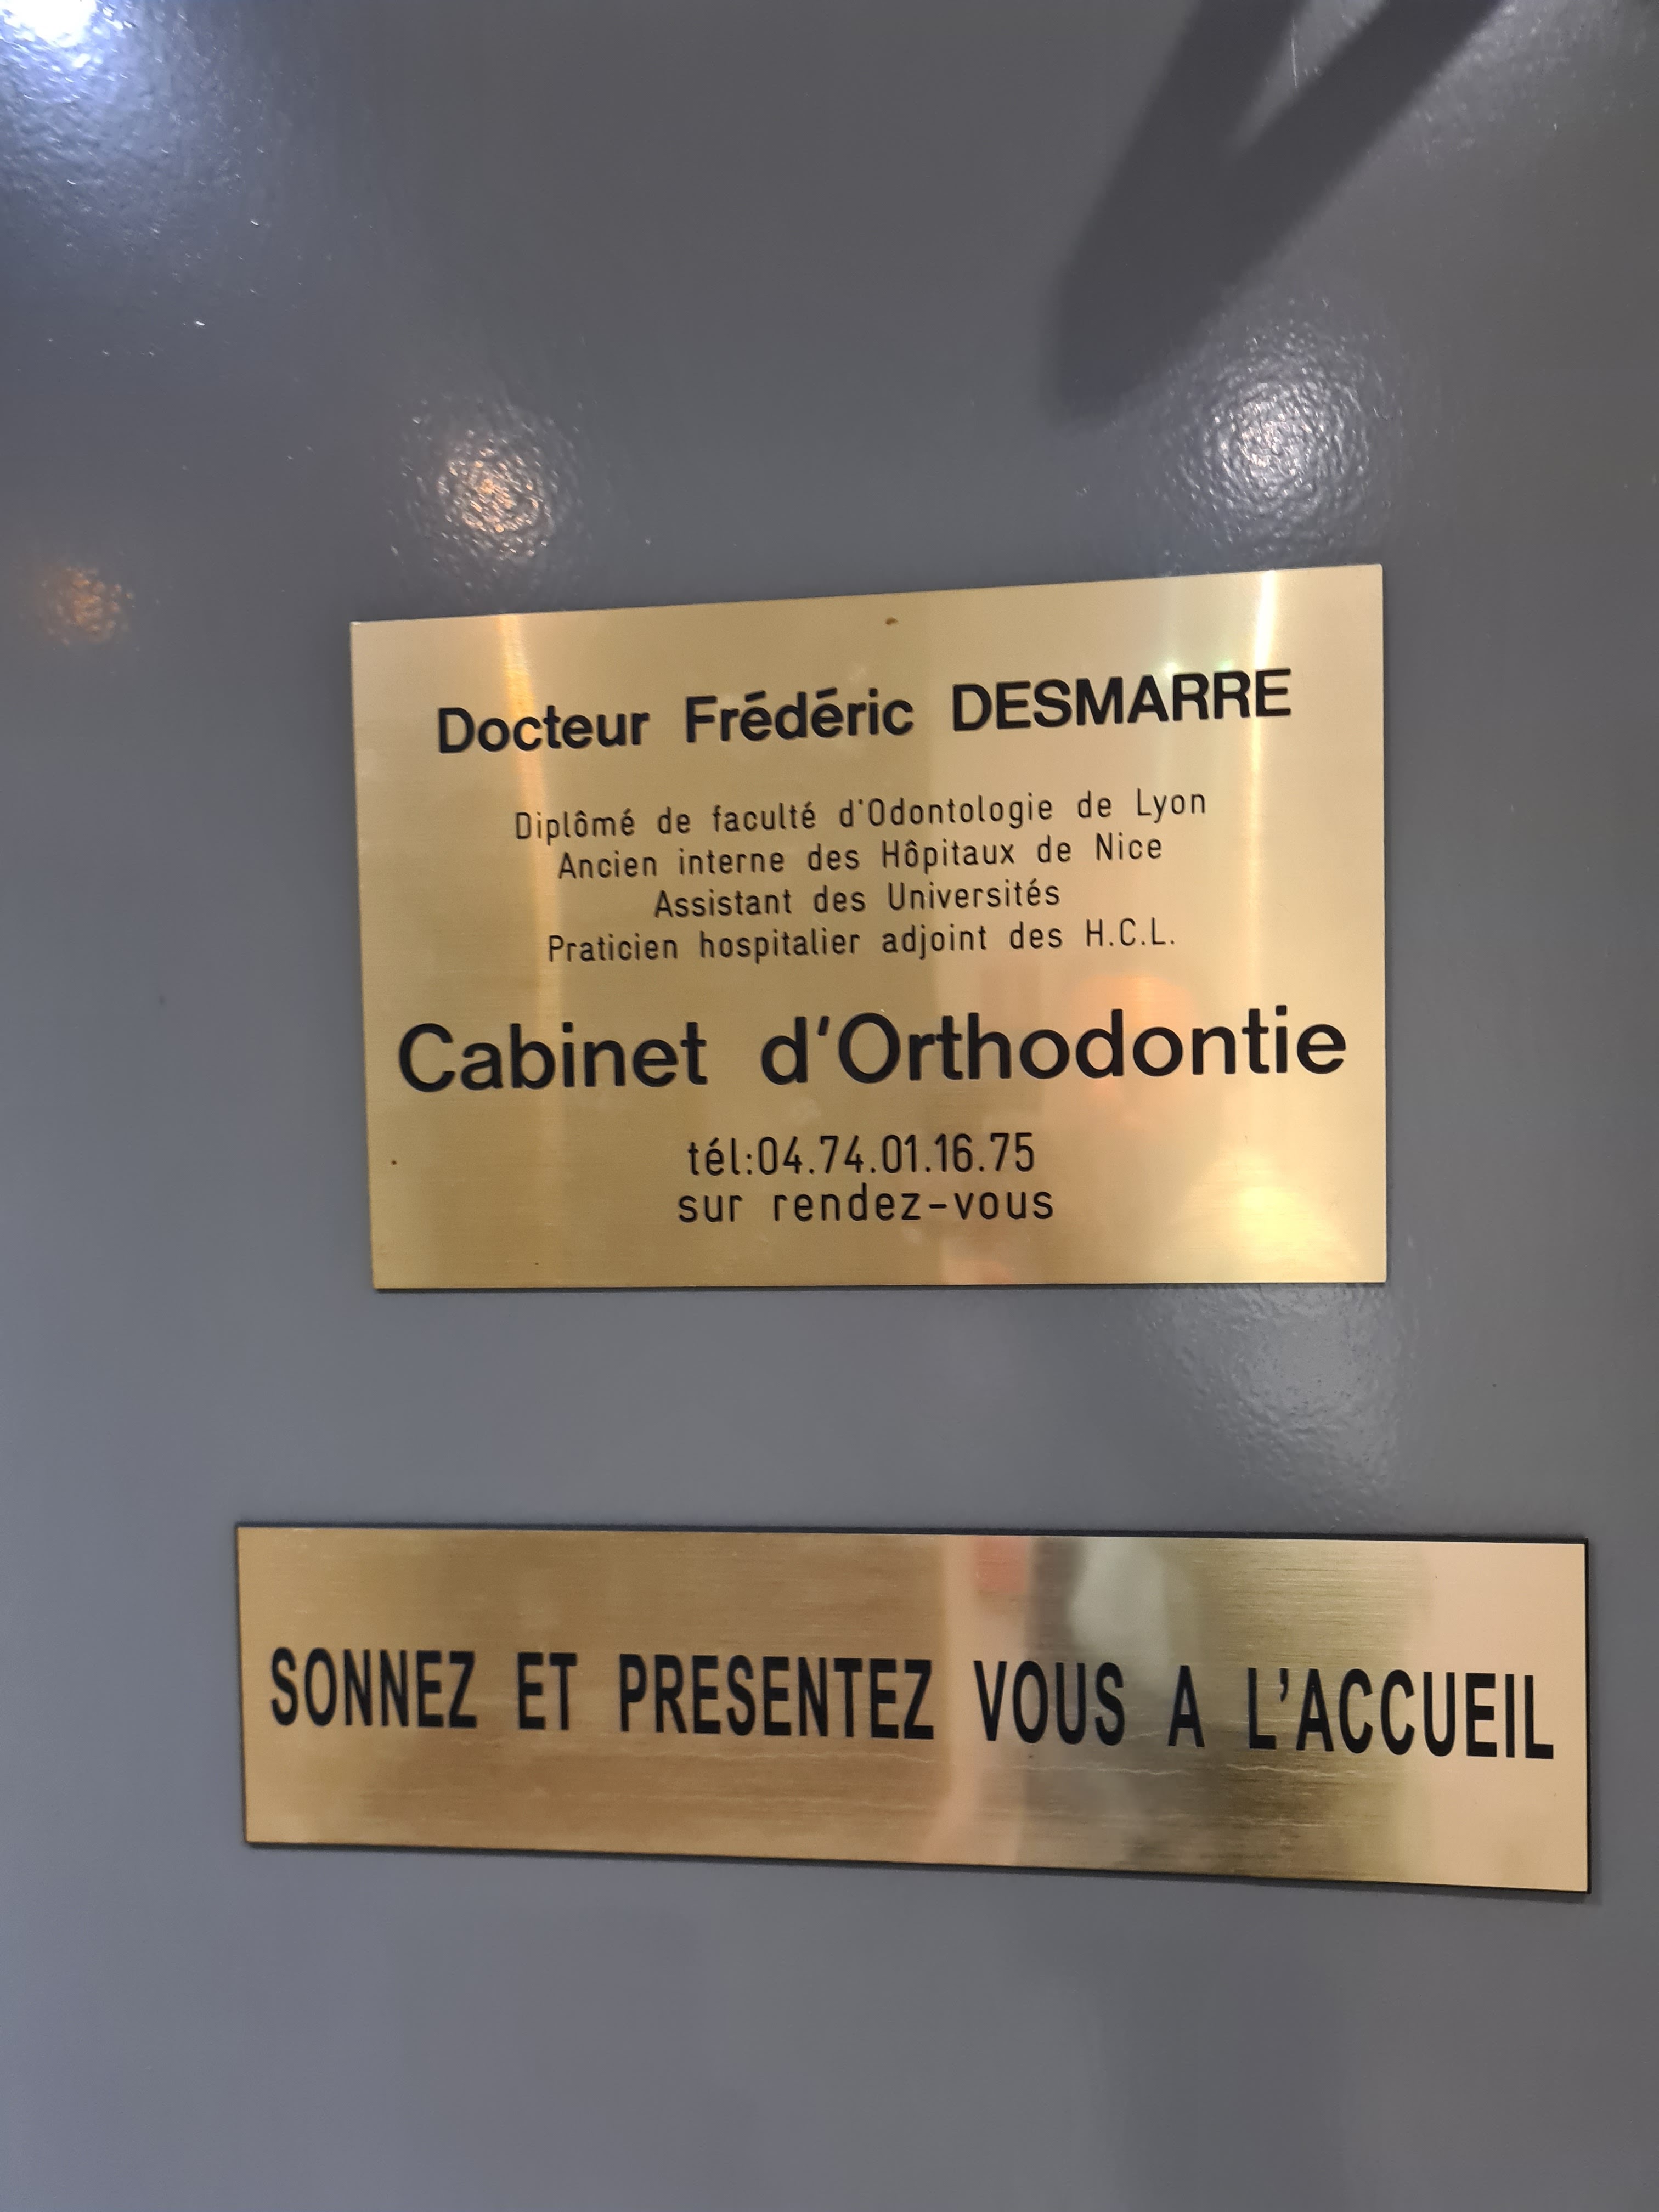 Docteur Frédéric DESMARRE
Diplômé de faculté d'Odontologie de Lyon
Ancien interne des Hôpitaux de Nice
Assistant des Universités
Praticien hospitalier adjoint des H.C.L.
Cabinet d'Orthodontie
tél:04.74.01.16.75
sur rendez-vous
SONNEZ ET PRESENTEZ VOUS A L'ACCUEIL